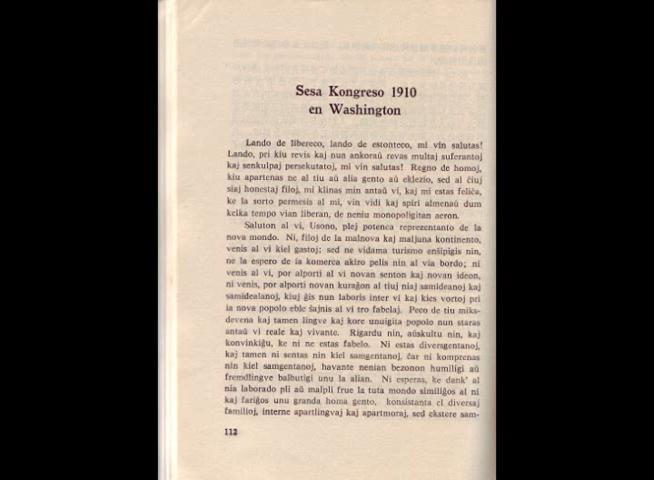 Sesa Kongreso 1910
en Washington
Lando de libereco, lando de estonteco, mi vin salutas!
Lando, pri kiu revis kaj nun ankoraŭ revas multaj suferantoj
kaj senkulpaj persekutatoj, mi vin salutas! Regno de homoj,
kiu apartenas ne al tiu aŭ alia gento aŭ eklezio, sed al ĉiuj
siaj honestaj filoj, mi klinas min antaŭ vi, kaj mi estas feliĉa,
ke la sorto permesis al mi, vin vidi kaj spiri almenaŭ dum
kelka tempo vian liberan, de neniu monopoligitan aeron.
Saluton al vi, Usono, plej potenca reprezentanto de la
nova mondo. Ni, filoj de la malnova kaj maljuna kontinento,
venis al vi kiel gastoj; sed ne vidama turismo enŝipigis nin,
ne la espero de ia komerca akiro pelis nin al via bordo; ni
venis al vi, por alporti al vi novan senton kaj novan ideon,
ni venis, por alporti novan kuraĝon al tiuj niaj samideanoj kaj
samidealanoj, kiuj ĝis nun laboris inter vi kaj kies vortoj pri
ia nova popolo eble ŝajnis al vi tro fabelaj. Peco de tiu miks-
devena kaj tamen lingve kaj kore unuigita popolo nun staras
antaŭ vi reale kaj vivante. Rigardu nin, aŭskultu nin, kaj
konvinkiĝu, ke ni ne estas fabelo. Ni estas diversgentanoj,
kaj tamen ni sentas nin kiel samgentanoj, ĉar ni komprenas
nin kiel samgentanoj, havante nenian bezonon humiligi aŭ
fremdlingve balbutigi unu la alian. Ni esperas, ke dank' al
nia laborado pli aŭ malpli frue la tuta mondo similiĝos al ni
kaj fariĝos unu granda homa gento, konsistanta el diversaj
familioj, interne apartlingvaj kaj apartmoraj, sed ekstere sam-
112